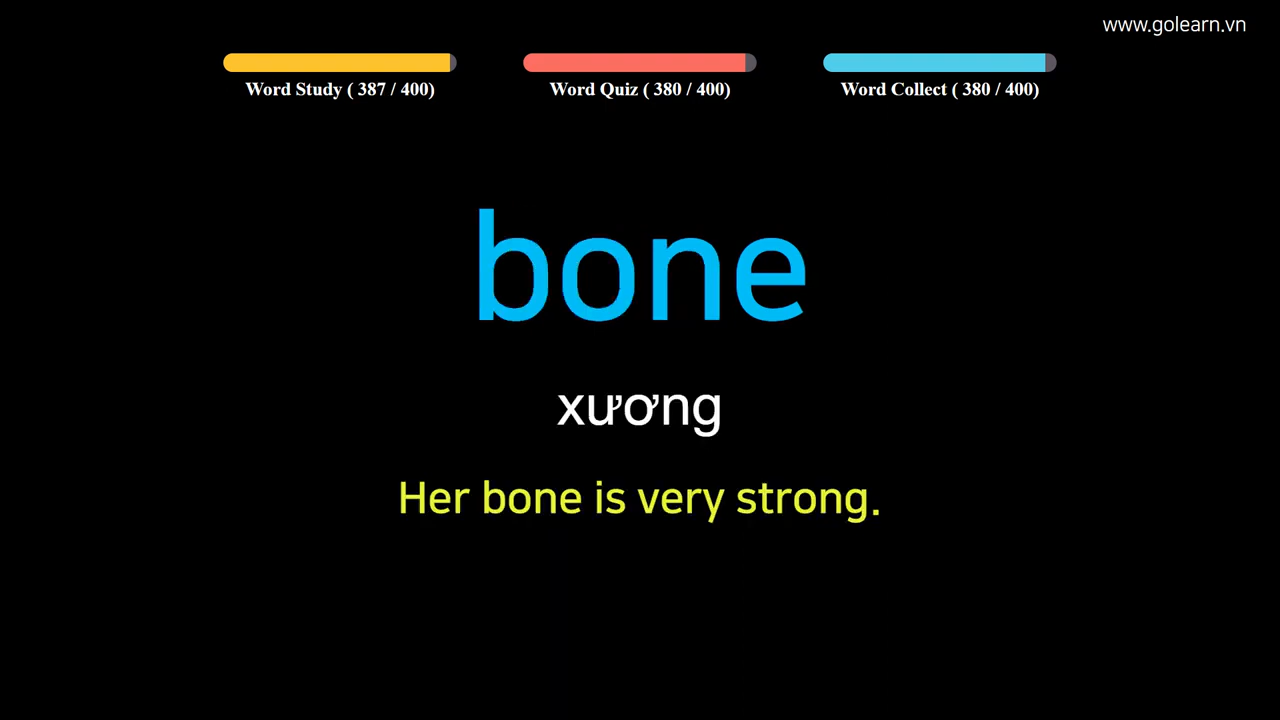 www.golearn.vn
Word Study ( 387 / 400)
Word Quiz ( 380 / 400)
Word Collect ( 380 / 400)
bone
xương
Her bone is very strong.